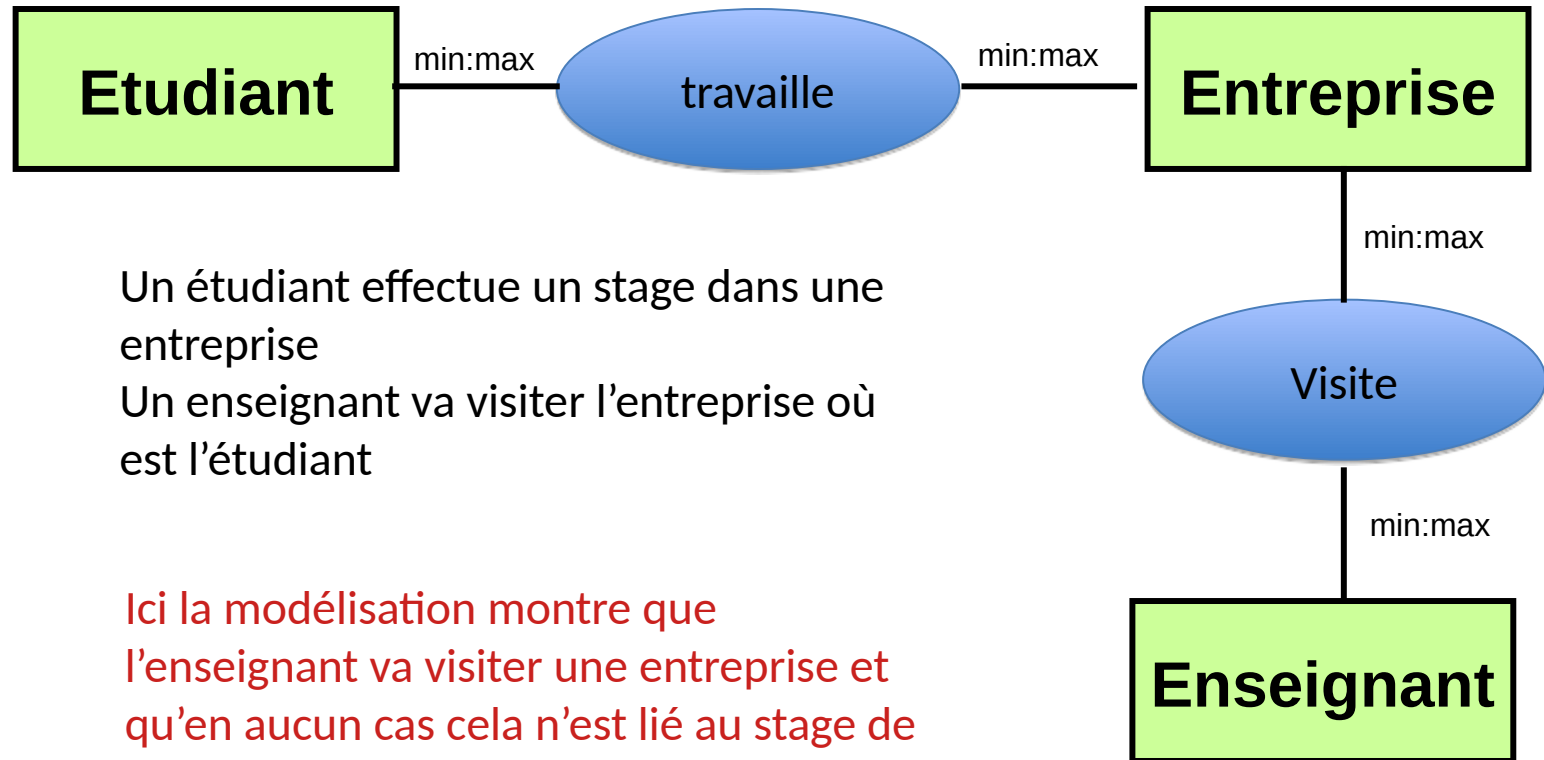 Etudiant
min:max
travaille
min:max
Entreprise
min:max
Un étudiant effectue un stage dans une
entreprise
Un enseignant va visiter l’entreprise où
est l’étudiant
Visite
min:max
Ici la modélisation montre que
l’enseignant va visiter une entreprise et
qu’en aucun cas cela n’est lié au stage de
Enseignant